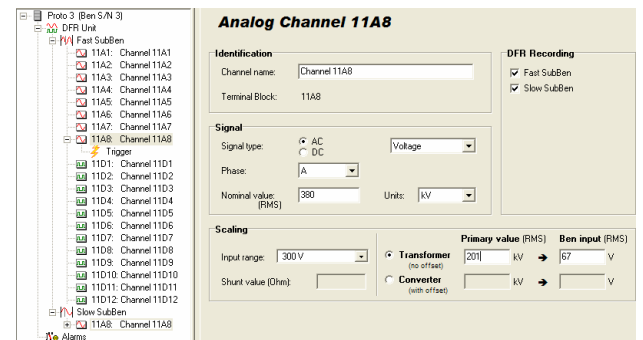 Proto 3 (Ben S/N 3)
DFR Unit
Fast SubBen
11A1: Channel 11A1
11A2: Channel 11A2
11A3: Channel 11A3
11A4: Channel 11A4
11A5: Channel 11A5
11A6: Channel 11A6
11A7: Channel 11A7
11A8: Channel 11A8
Trigger
11D1: Channel 11D1
11D2: Channel 11D2
11D3: Channel 11D3
11D4: Channel 11D4
11D5: Channel 11D5
11D6: Channel 11D6
11D7: Channel 11D7
11D8: Channel 11D8
11D9: Channel 11D9
11D10: Channel 11D10
11D11: Channel 11D11
11D12: Channel 11D12
Slow SubBen
11A8: Channel 11A8
Alarms
Analog Channel 11A8
Identification
Channel name: Channel 11A8
Terminal Block: 11A8
DFR Recording
Fast SubBen
Slow SubBen
Signal
Signal type: AC Voltage
DC
Phase: A
Nominal value: 380 Units: kV
(RMS)
Scaling
Primary value (RMS) Ben input (RMS)
Input range: 300 V Transformer 201 kV 67 V
(no offset)
Shunt value (Ohm): Converter kV V
(with offset)